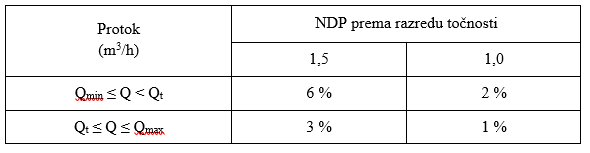 Protok
(m³/h)
NDP prema razredu točnosti
1,5
1,0
Qmin ≤ Q < Qt
6 %
2 %
Qt ≤ Q ≤ Qmax
3 %
1 %